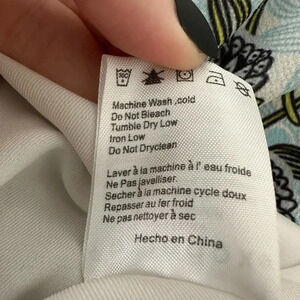 Machine Wash ,cold
Do Not Bleach
Tumble Dry Low
Iron Low
Do Not Dryclean
Laver à la machine à l' eau froide
Ne Pas javalliser.
Secher à la machine cycle doux
Repasser au fer froid
Ne pas nettoyer à sec
Hecho en China